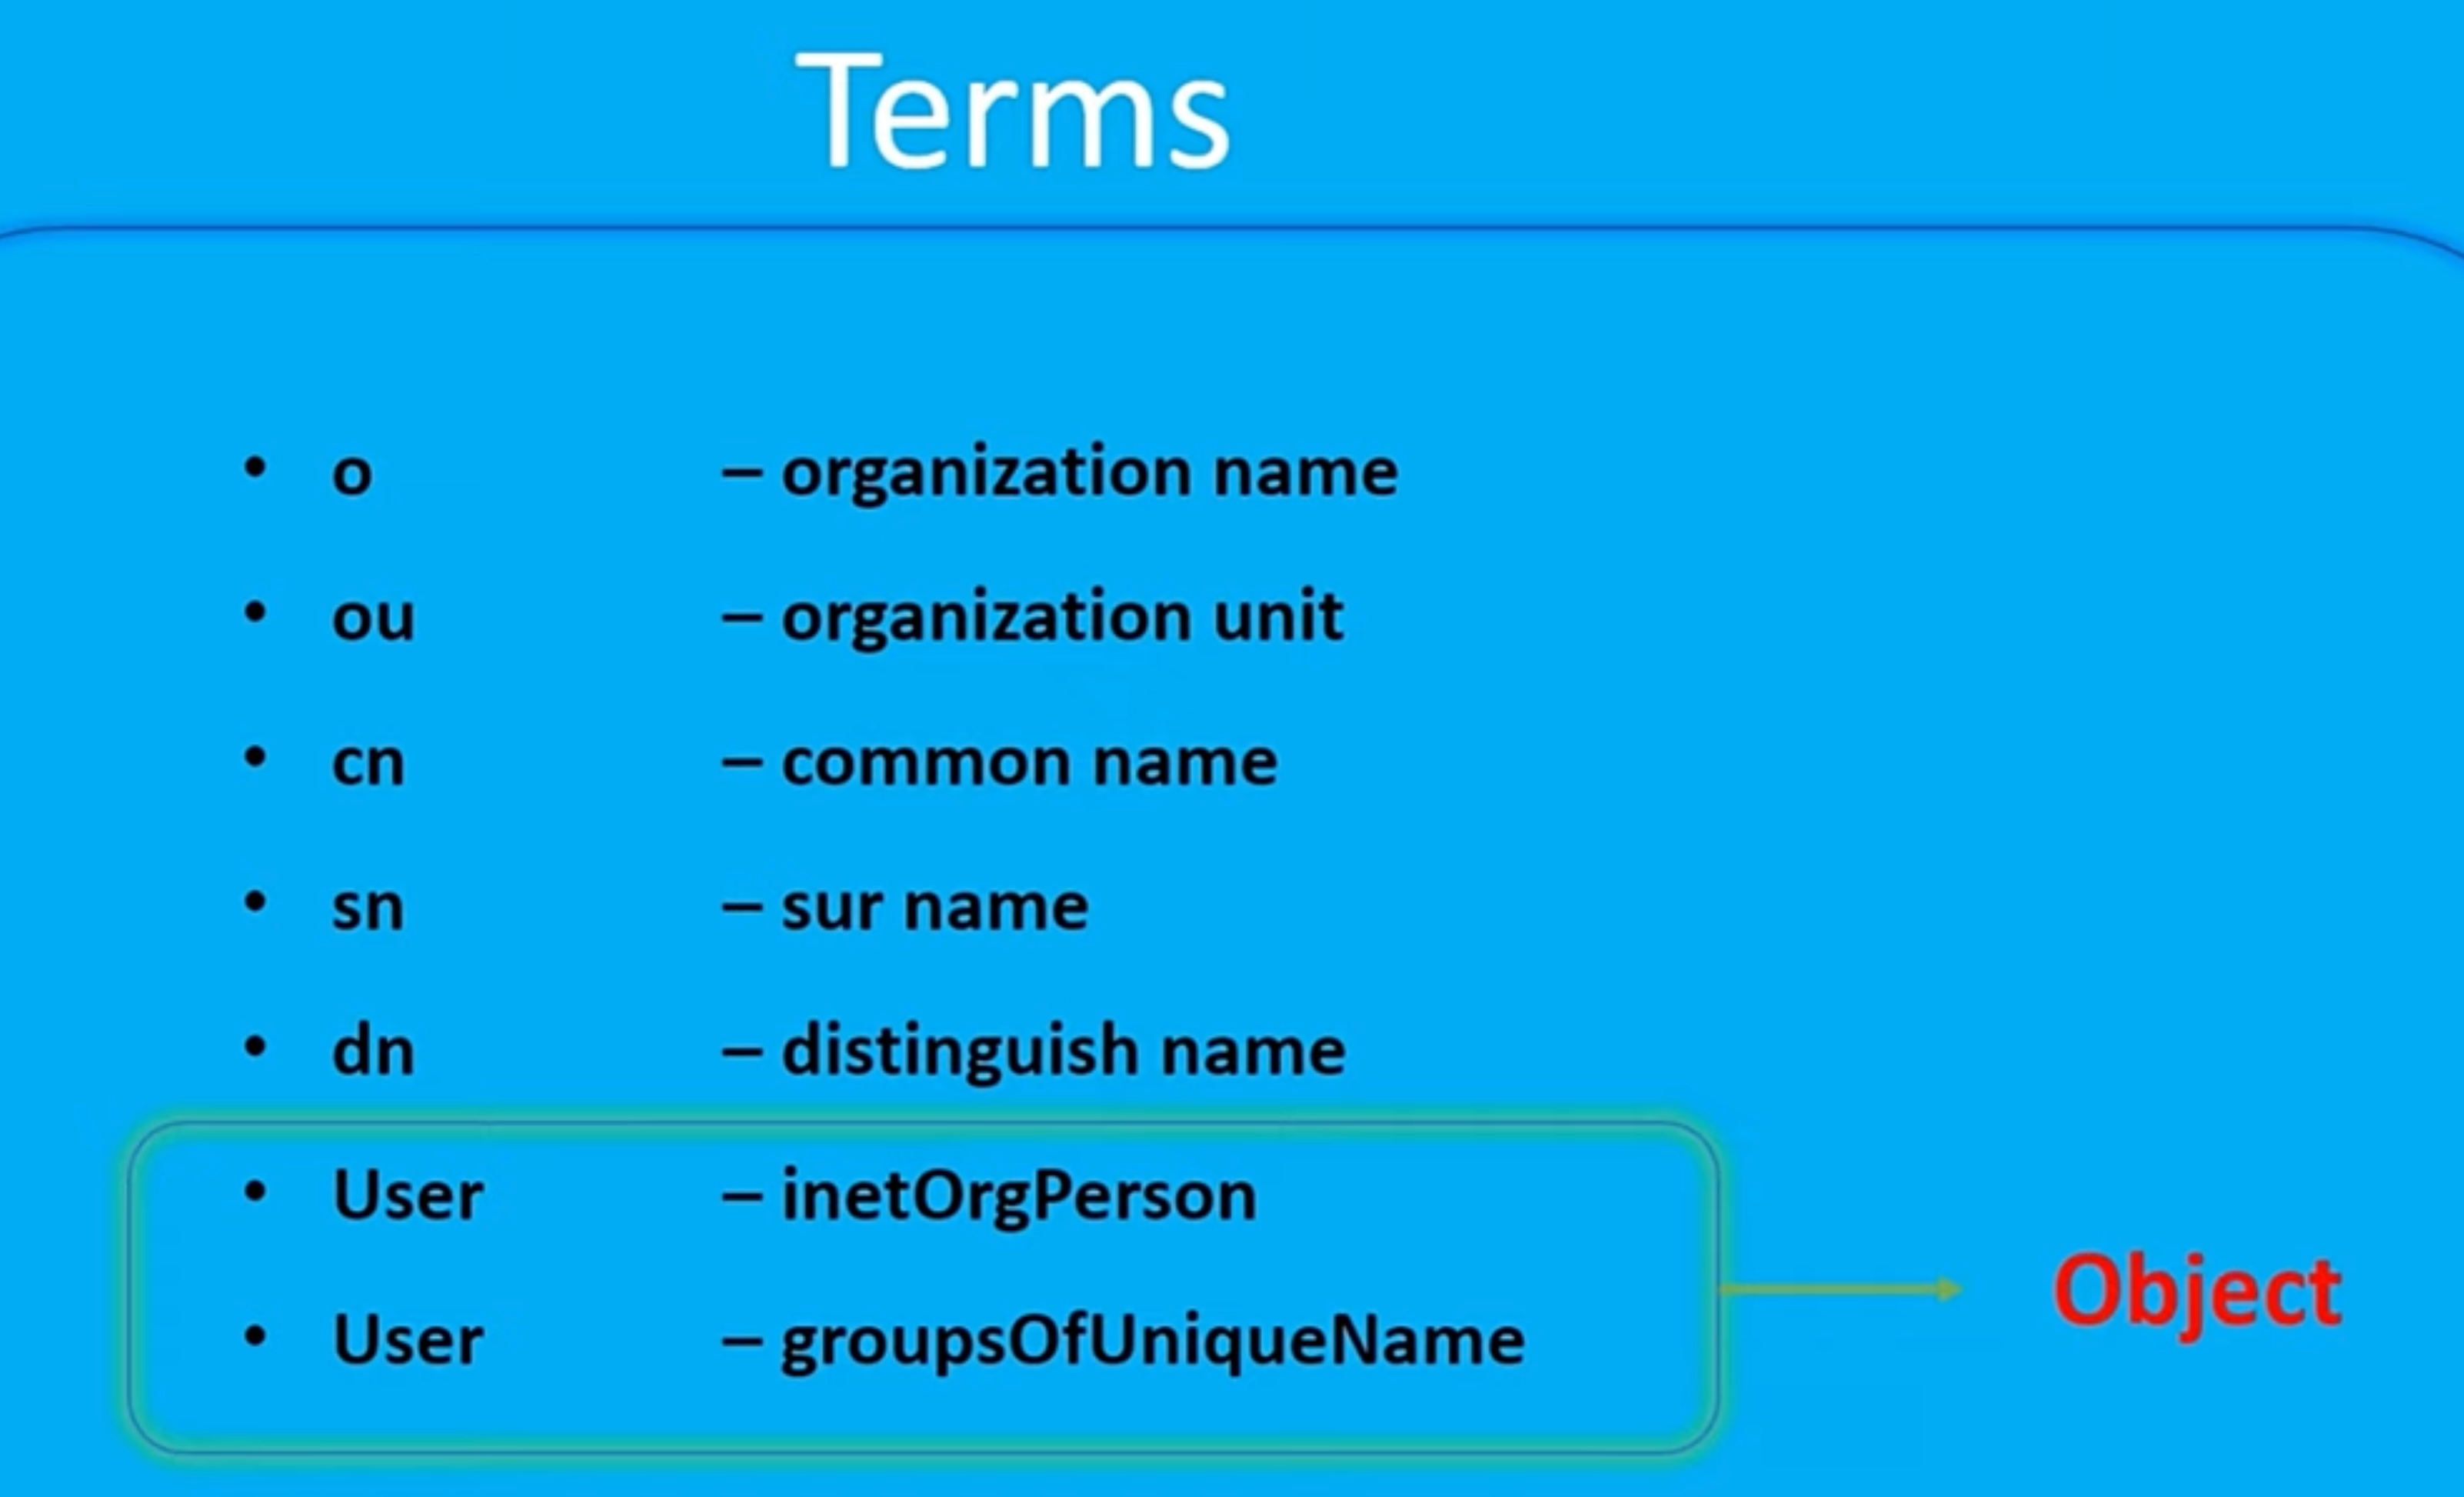 Terms
• o – organization name
• ou – organization unit
• cn – common name
• sn – sur name
• dn – distinguish name
• User – inetOrgPerson
• User – groupsOfUniqueName
Object